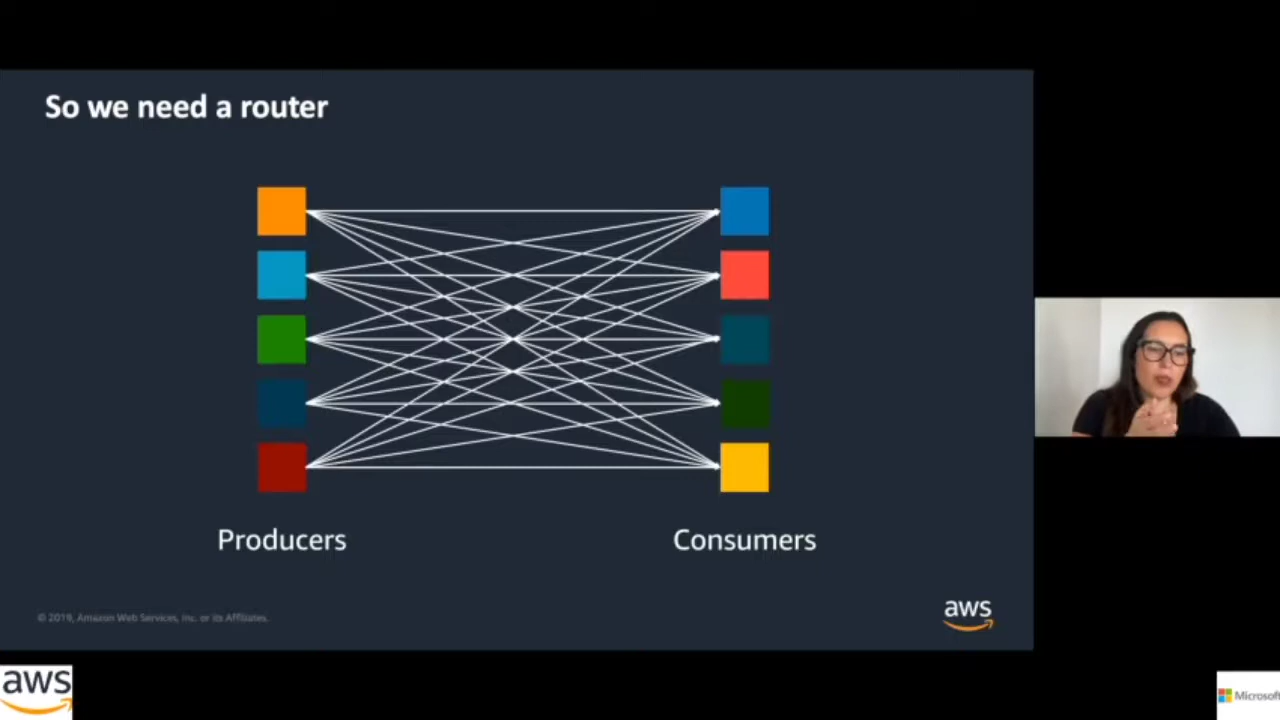 So we need a router
Producers
Consumers
© 2019, Amazon Web Services, Inc. or its Affiliates.
aws
aws
Microsoft